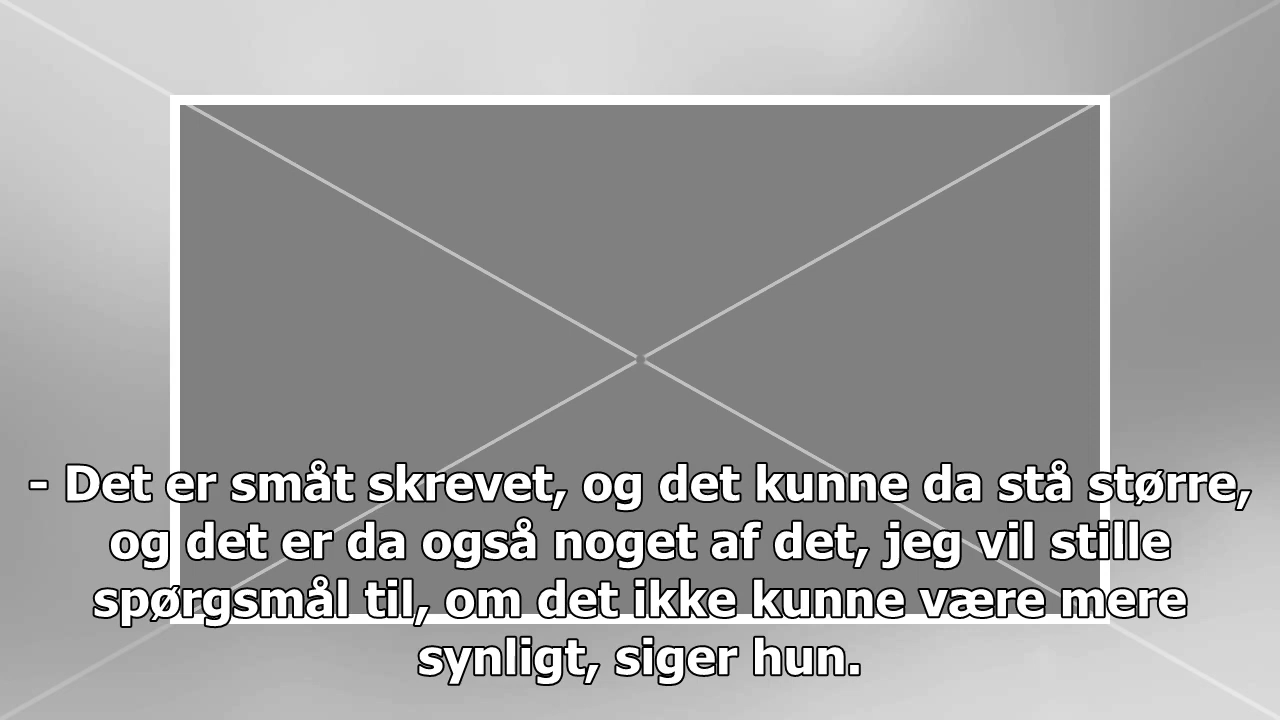 - Det er småt skrevet, og det kunne da stå større,
og det er da også noget af det, jeg vil stille
spørgsmål til, om det ikke kunne være mere
synligt, siger hun.